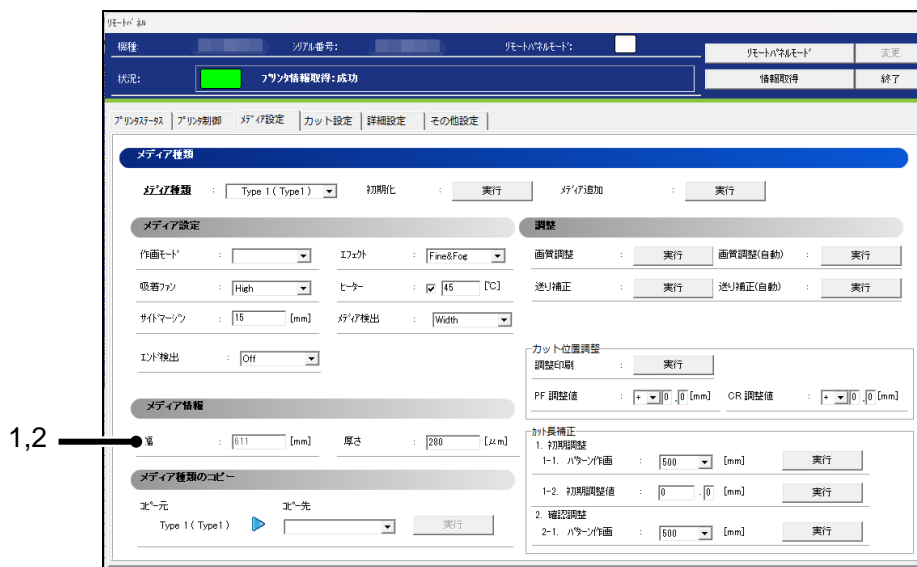 リモートパネル
機種: シリアル番号: リモートパネルモード: リモートパネルモード 変更
状況: プリンタ情報取得:成功 情報取得 終了
プリンタステータス プリンタ制御 メディア設定 カット設定 詳細設定 その他設定
メディア種類
メディア種類 : Type 1 ( Type1 ) 初期化 : 実行 メディア追加 : 実行
メディア設定
作画モード :
エフェクト : Fine&Fog
吸着ファン : High
ヒーター : 45 [℃]
サイドマージン : 15 [mm]
メディア検出 : Width
エンド検出 : Off
メディア情報
1,2
幅 : 611 [mm] 厚さ : 280 [μm]
メディア種類のコピー
コピー元 コピー先
Type 1 ( Type1 ) 実行
調整
画質調整 : 実行 画質調整(自動) : 実行
送り補正 : 実行 送り補正(自動) : 実行
カット位置調整
調整印刷 : 実行
PF 調整値 : + 0 .0 [mm] CR 調整値 : + 0 .0 [mm]
カット長補正
1. 初期調整
1-1. パターン作画 : 500 [mm] 実行
1-2. 初期調整値 : 0 .0 [mm] 実行
2. 確認調整
2-1. パターン作画 : 500 [mm] 実行